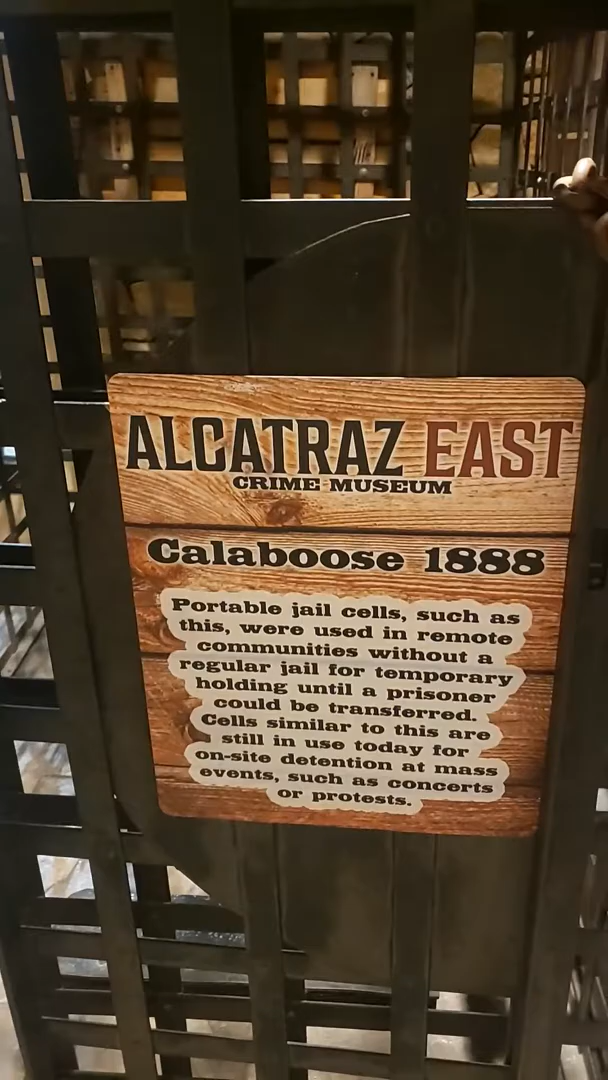 ALCATRAZ EAST
CRIME MUSEUM
Calaboose 1888
Portable jail cells, such as
this, were used in remote
communities without a
regular jail for temporary
holding until a prisoner
could be transferred.
Cells similar to this are
still in use today for
on-site detention at mass
events, such as concerts
or protests.